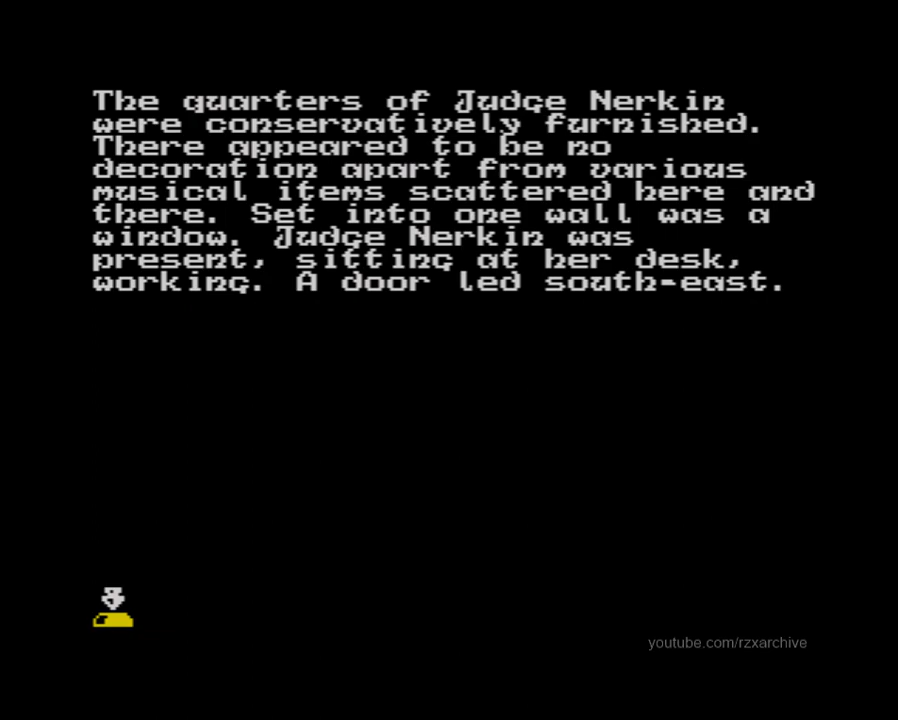 The quarters of Judge Nerkin
were conservatively furnished.
There appeared to be no
decoration apart from various
musical items scattered here and
there. Set into one wall was a
window. Judge Nerkin was
present, sitting at her desk,
working. A door led south-east.
youtube.com/rzxarchive